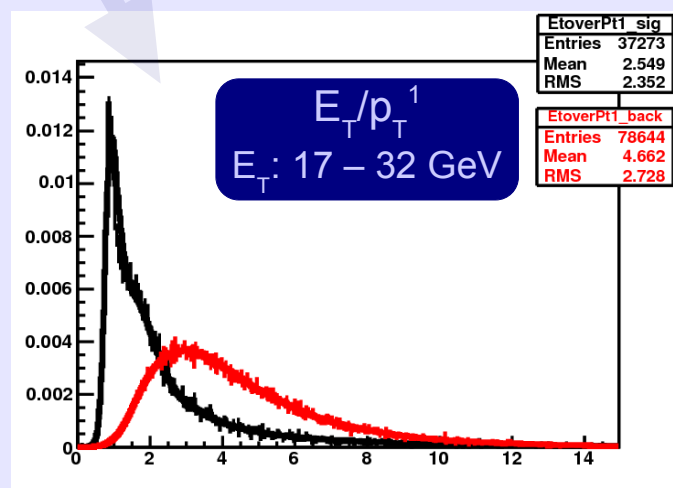 EtoverPt1_sig
Entries 37273
Mean 2.549
RMS 2.352
EtoverPt1_back
Entries 78644
Mean 4.662
RMS 2.728
E_T/p_T^1
E_T: 17 – 32 GeV
0.014
0.012
0.01
0.008
0.006
0.004
0.002
0
0 2 4 6 8 10 12 14